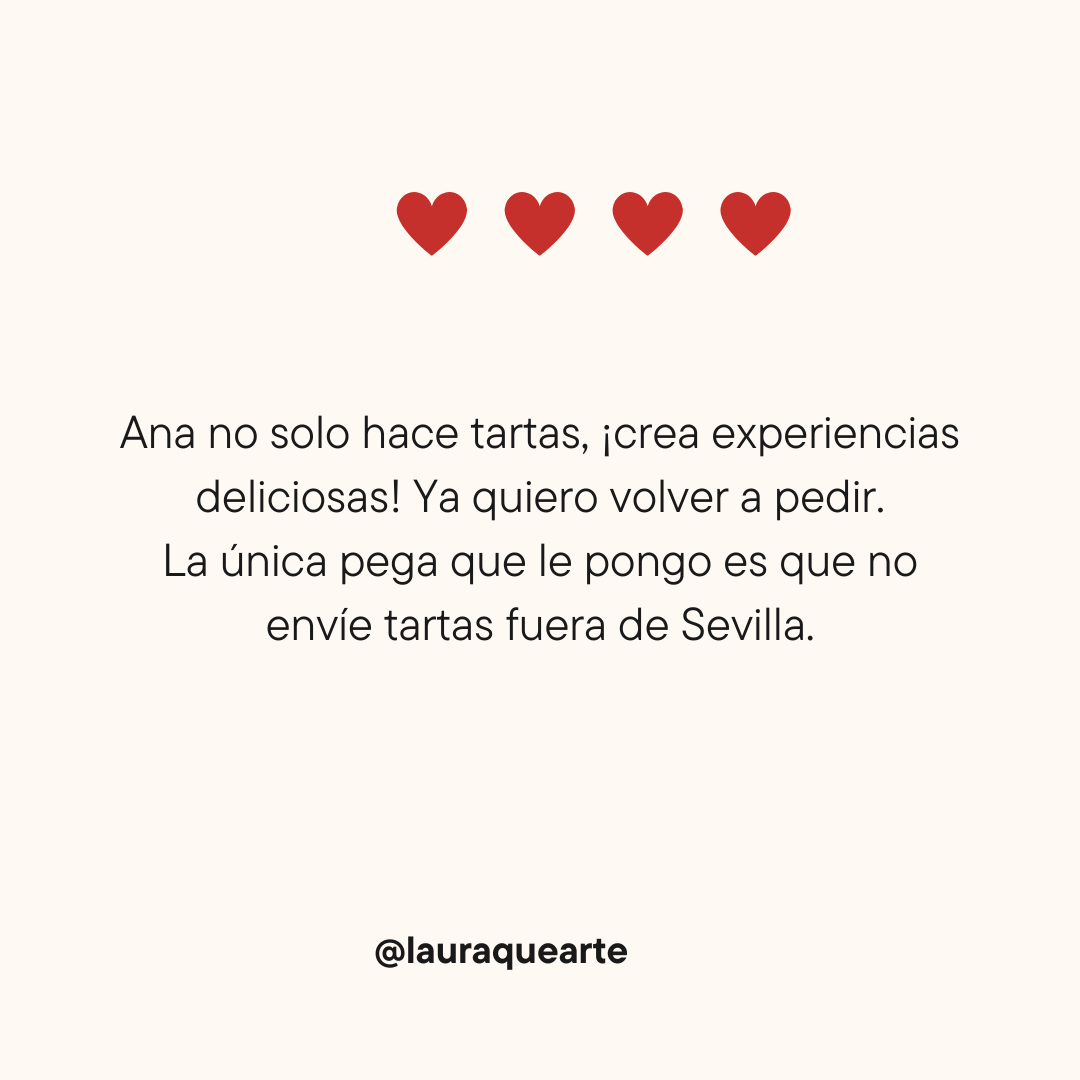 Ana no solo hace tartas, ¡crea experiencias
deliciosas! Ya quiero volver a pedir.
La única pega que le pongo es que no
envíe tartas fuera de Sevilla.
@lauraquearte